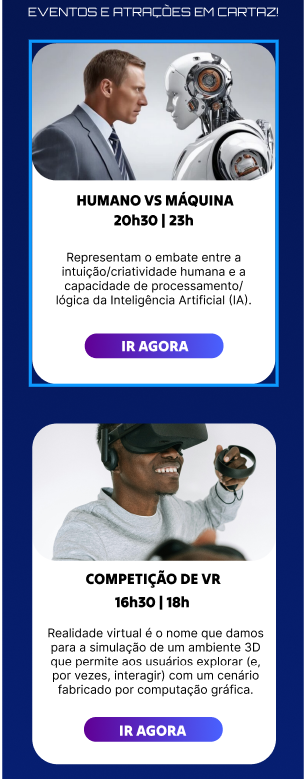 EVENTOS E ATRAÇÕES EM CARTAZ!
HUMANO VS MÁQUINA
20h30 | 23h
Representam o embate entre a
intuição/criatividade humana e a
capacidade de processamento/
lógica da Inteligência Artificial (IA).
IR AGORA
COMPETIÇÃO DE VR
16h30 | 18h
Realidade virtual é o nome que damos
para a simulação de um ambiente 3D
que permite aos usuários explorar (e,
por vezes, interagir) com um cenário
fabricado por computação gráfica.
IR AGORA